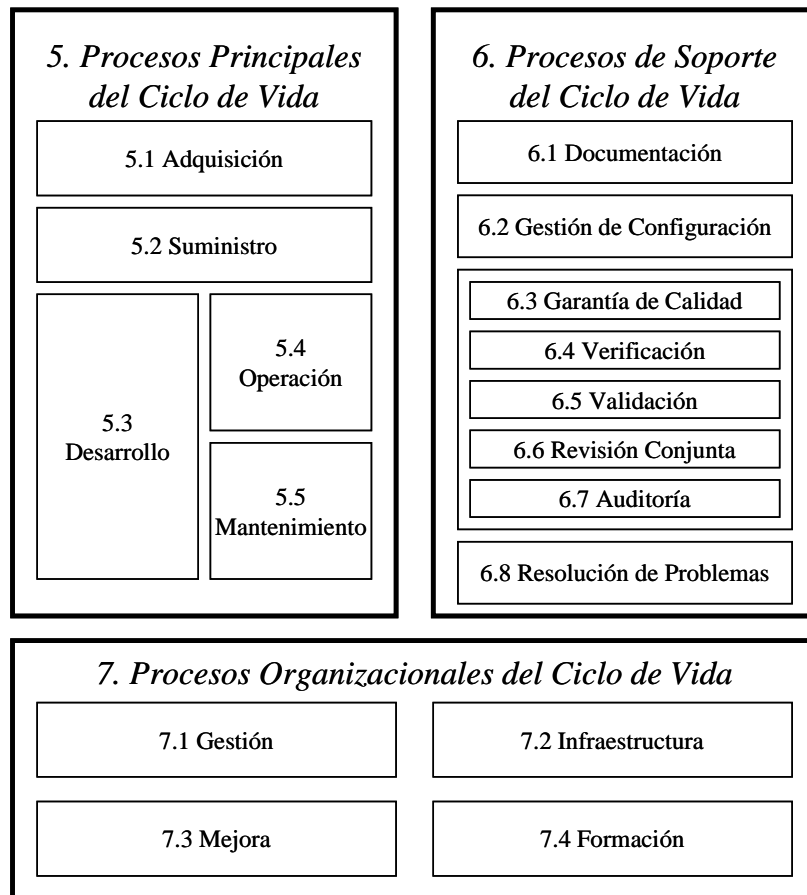 5. Procesos Principales
del Ciclo de Vida
5.1 Adquisición
5.2 Suministro
5.3
Desarrollo
5.4
Operación
5.5
Mantenimiento
6. Procesos de Soporte
del Ciclo de Vida
6.1 Documentación
6.2 Gestión de Configuración
6.3 Garantía de Calidad
6.4 Verificación
6.5 Validación
6.6 Revisión Conjunta
6.7 Auditoría
6.8 Resolución de Problemas
7. Procesos Organizacionales del Ciclo de Vida
7.1 Gestión
7.2 Infraestructura
7.3 Mejora
7.4 Formación